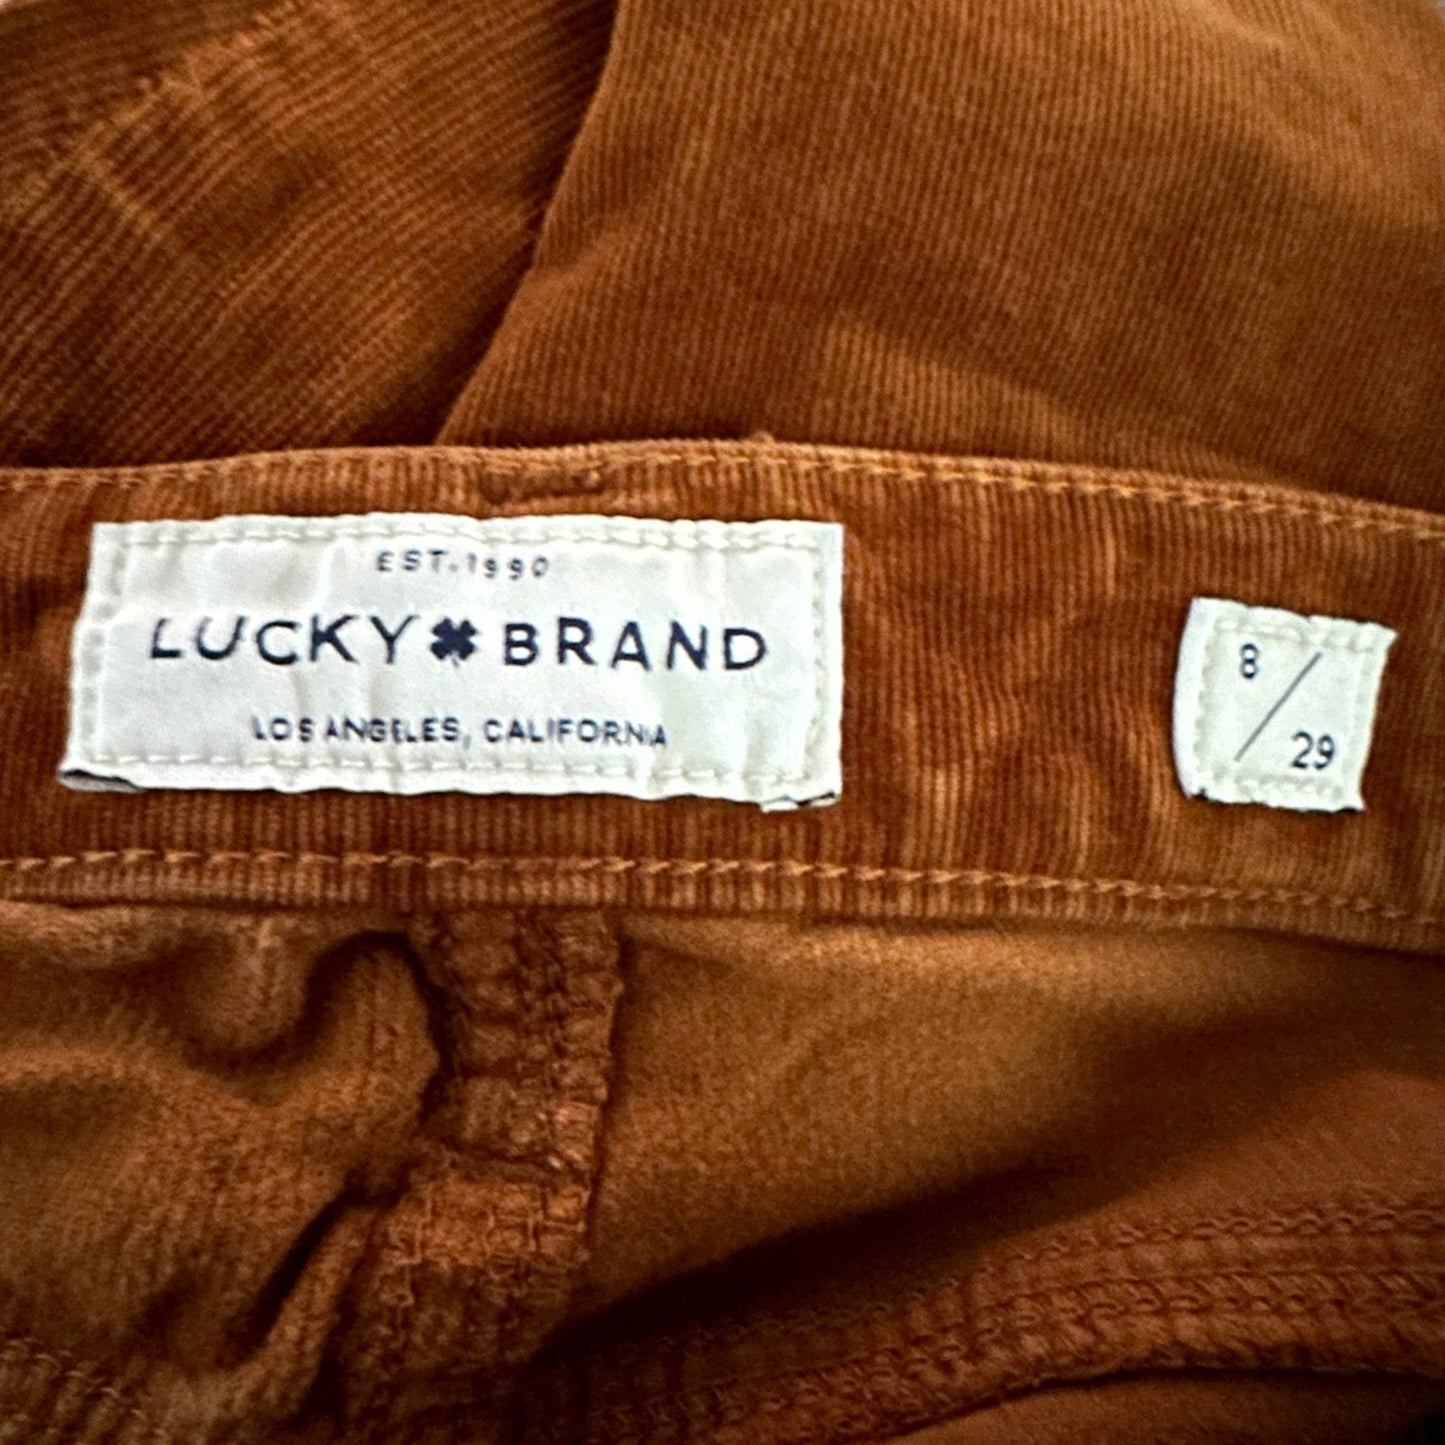 EST. 1990
LUCKY BRAND
LOS ANGELES, CALIFORNIA
8/29